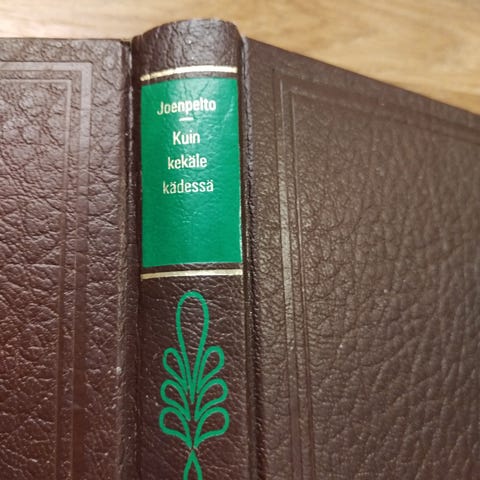 Joenpelto
Kuin
kekäle
kädessä